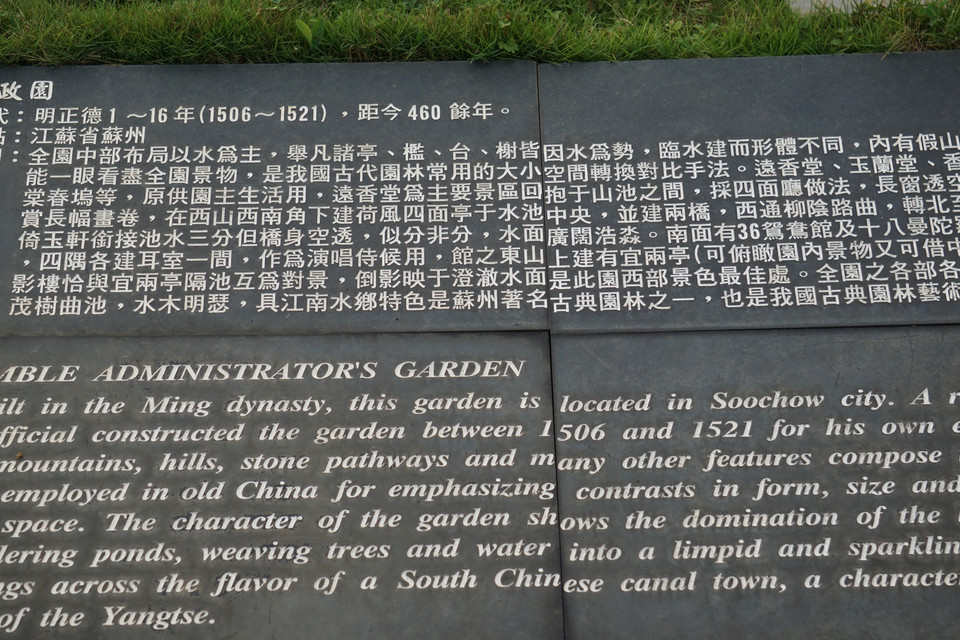 政園
代：明正德1～16年(1506～1521)，距今460餘年。
點：江蘇省蘇州
全園中部布局以水爲主，舉凡諸亭、檻、台、榭皆因水爲勢，臨水建而形體不同，內有假山
能一眼看盡全園景物，是我國古代園林常用的大小空間轉換對比手法。遠香堂、玉蘭堂、香
棠春塢等，原供園主生活用，遠香堂爲主要景區回抱于山池之間，採四面廳做法，長窗透空
賞長幅畫卷，在西山西南角下建荷風四面亭于水池中央，並建兩橋，西通柳陰路曲，轉北至
倚玉軒銜接池水三分但橋身空透，似分非分，水面廣闊浩淼。南面有36鴛鴦館及十八曼陀羅
，四隅各建耳室一間，作爲演唱侍候用，館之東山上建有宜兩亭(可俯瞰園內景物又可借中
影樓恰與宜兩亭隔池互爲對景，倒影映于澄澈水面上是此園西部景色最佳處。全園之各部各
茂樹曲池，水木明瑟，具江南水鄉特色是蘇州著名古典園林之一，也是我國古典園林藝術
MBLE ADMINISTRATOR'S GARDEN
ilt in the Ming dynasty, this garden is located in Soochow city. A r
fficial constructed the garden between 1506 and 1521 for his own e
mountains, hills, stone pathways and many other features compose
employed in old China for emphasizing contrasts in form, size and
space. The character of the garden shows the domination of the
dering ponds, weaving trees and water into a limpid and sparklin
ngs across the flavor of a South Chinese canal town, a character
of the Yangtse.